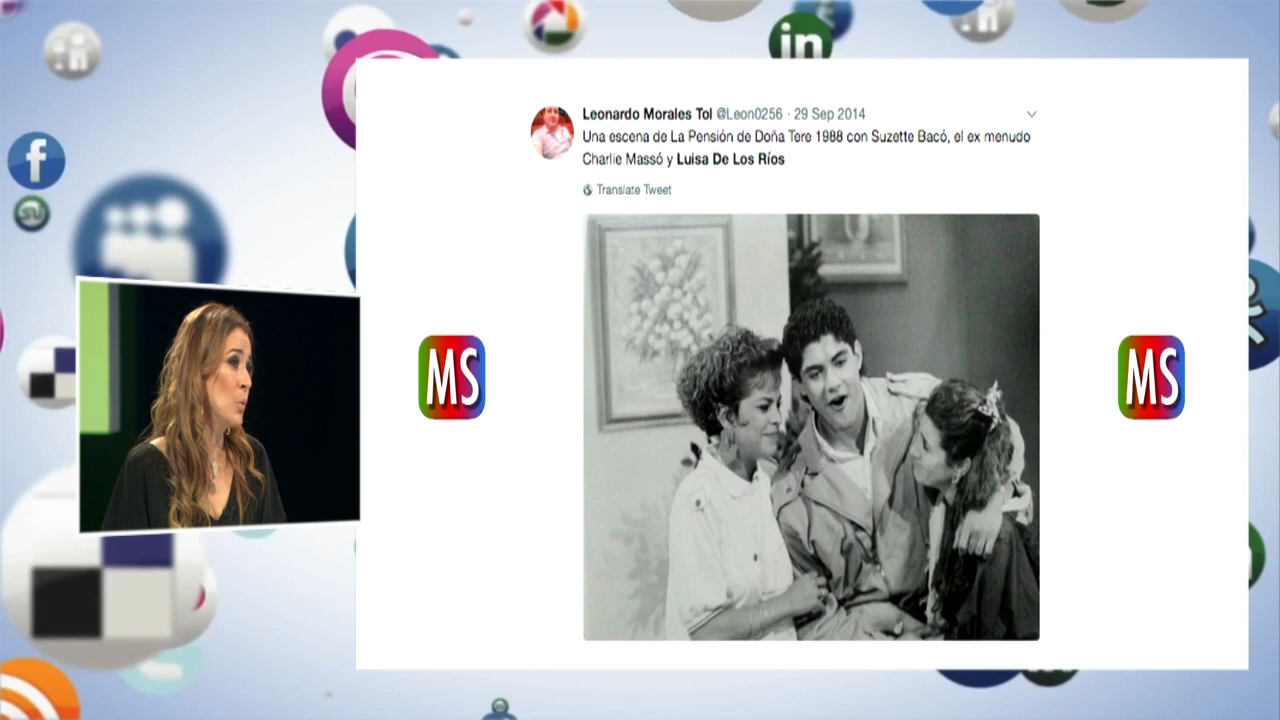 in
f
Leonardo Morales Tol @Leon0256 · 29 Sep 2014
Una escena de La Pensión de Doña Tere 1988 con Suzette Bacó, el ex menudo
Charlie Massó y Luisa De Los Ríos
Translate Tweet
MS
MS